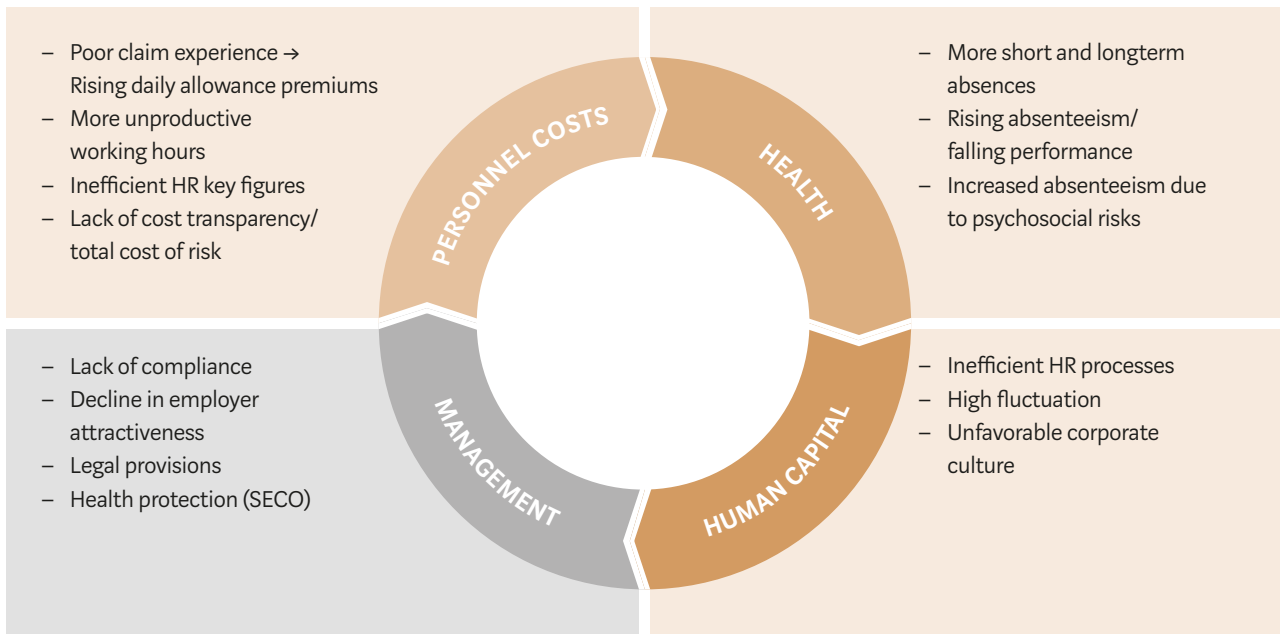 – Poor claim experience →
Rising daily allowance premiums
– More unproductive
working hours
– Inefficient HR key figures
– Lack of cost transparency/
total cost of risk
PERSONNEL COSTS
HEALTH
– More short and longterm
absences
– Rising absenteeism/
falling performance
– Increased absenteeism due
to psychosocial risks
– Lack of compliance
– Decline in employer
attractiveness
– Legal provisions
– Health protection (SECO)
MANAGEMENT
HUMAN CAPITAL
– Inefficient HR processes
– High fluctuation
– Unfavorable corporate
culture